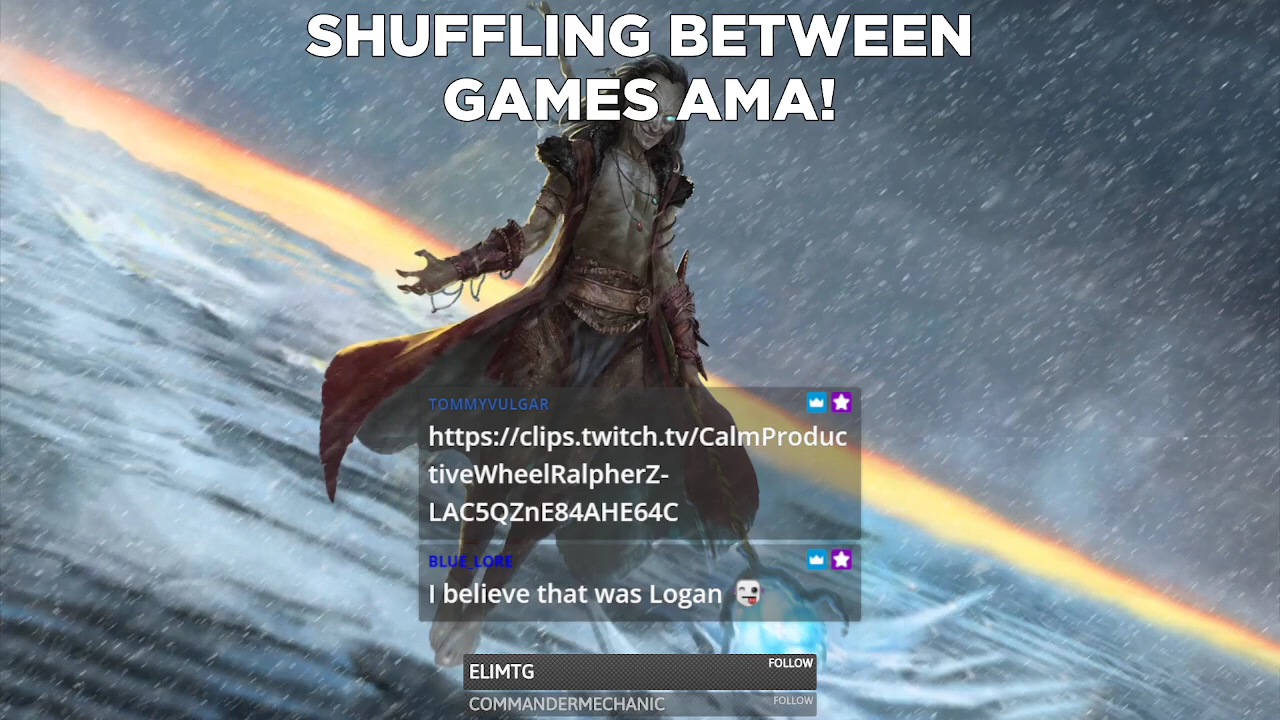 SHUFFLING BETWEEN
GAMES AMA!
TOMMYVULGAR
https://clips.twitch.tv/CalmProduc
tiveWheelRalpherZ-
LAC5QZnE84AHE64C
BLUE_LORE
I believe that was Logan
ELIMTG FOLLOW
COMMANDERMECHANIC FOLLOW